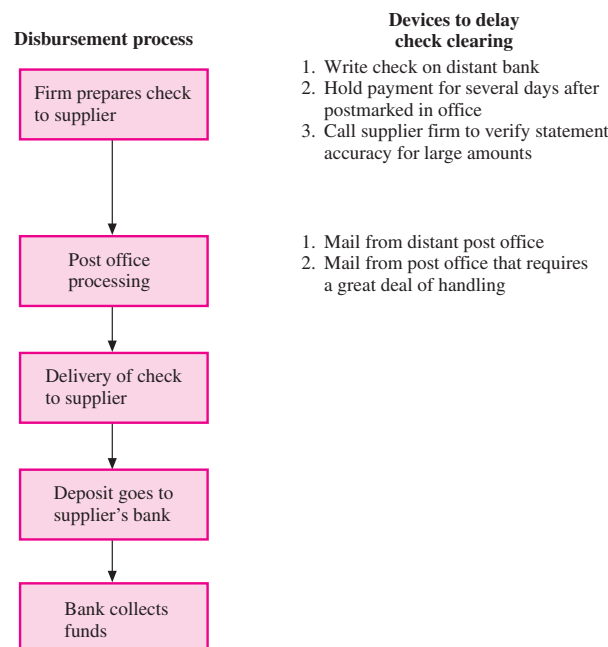 Disbursement process
Devices to delay
check clearing
Firm prepares check
to supplier
1. Write check on distant bank
2. Hold payment for several days after
postmarked in office
3. Call supplier firm to verify statement
accuracy for large amounts
Post office
processing
1. Mail from distant post office
2. Mail from post office that requires
a great deal of handling
Delivery of check
to supplier
Deposit goes to
supplier's bank
Bank collects
funds